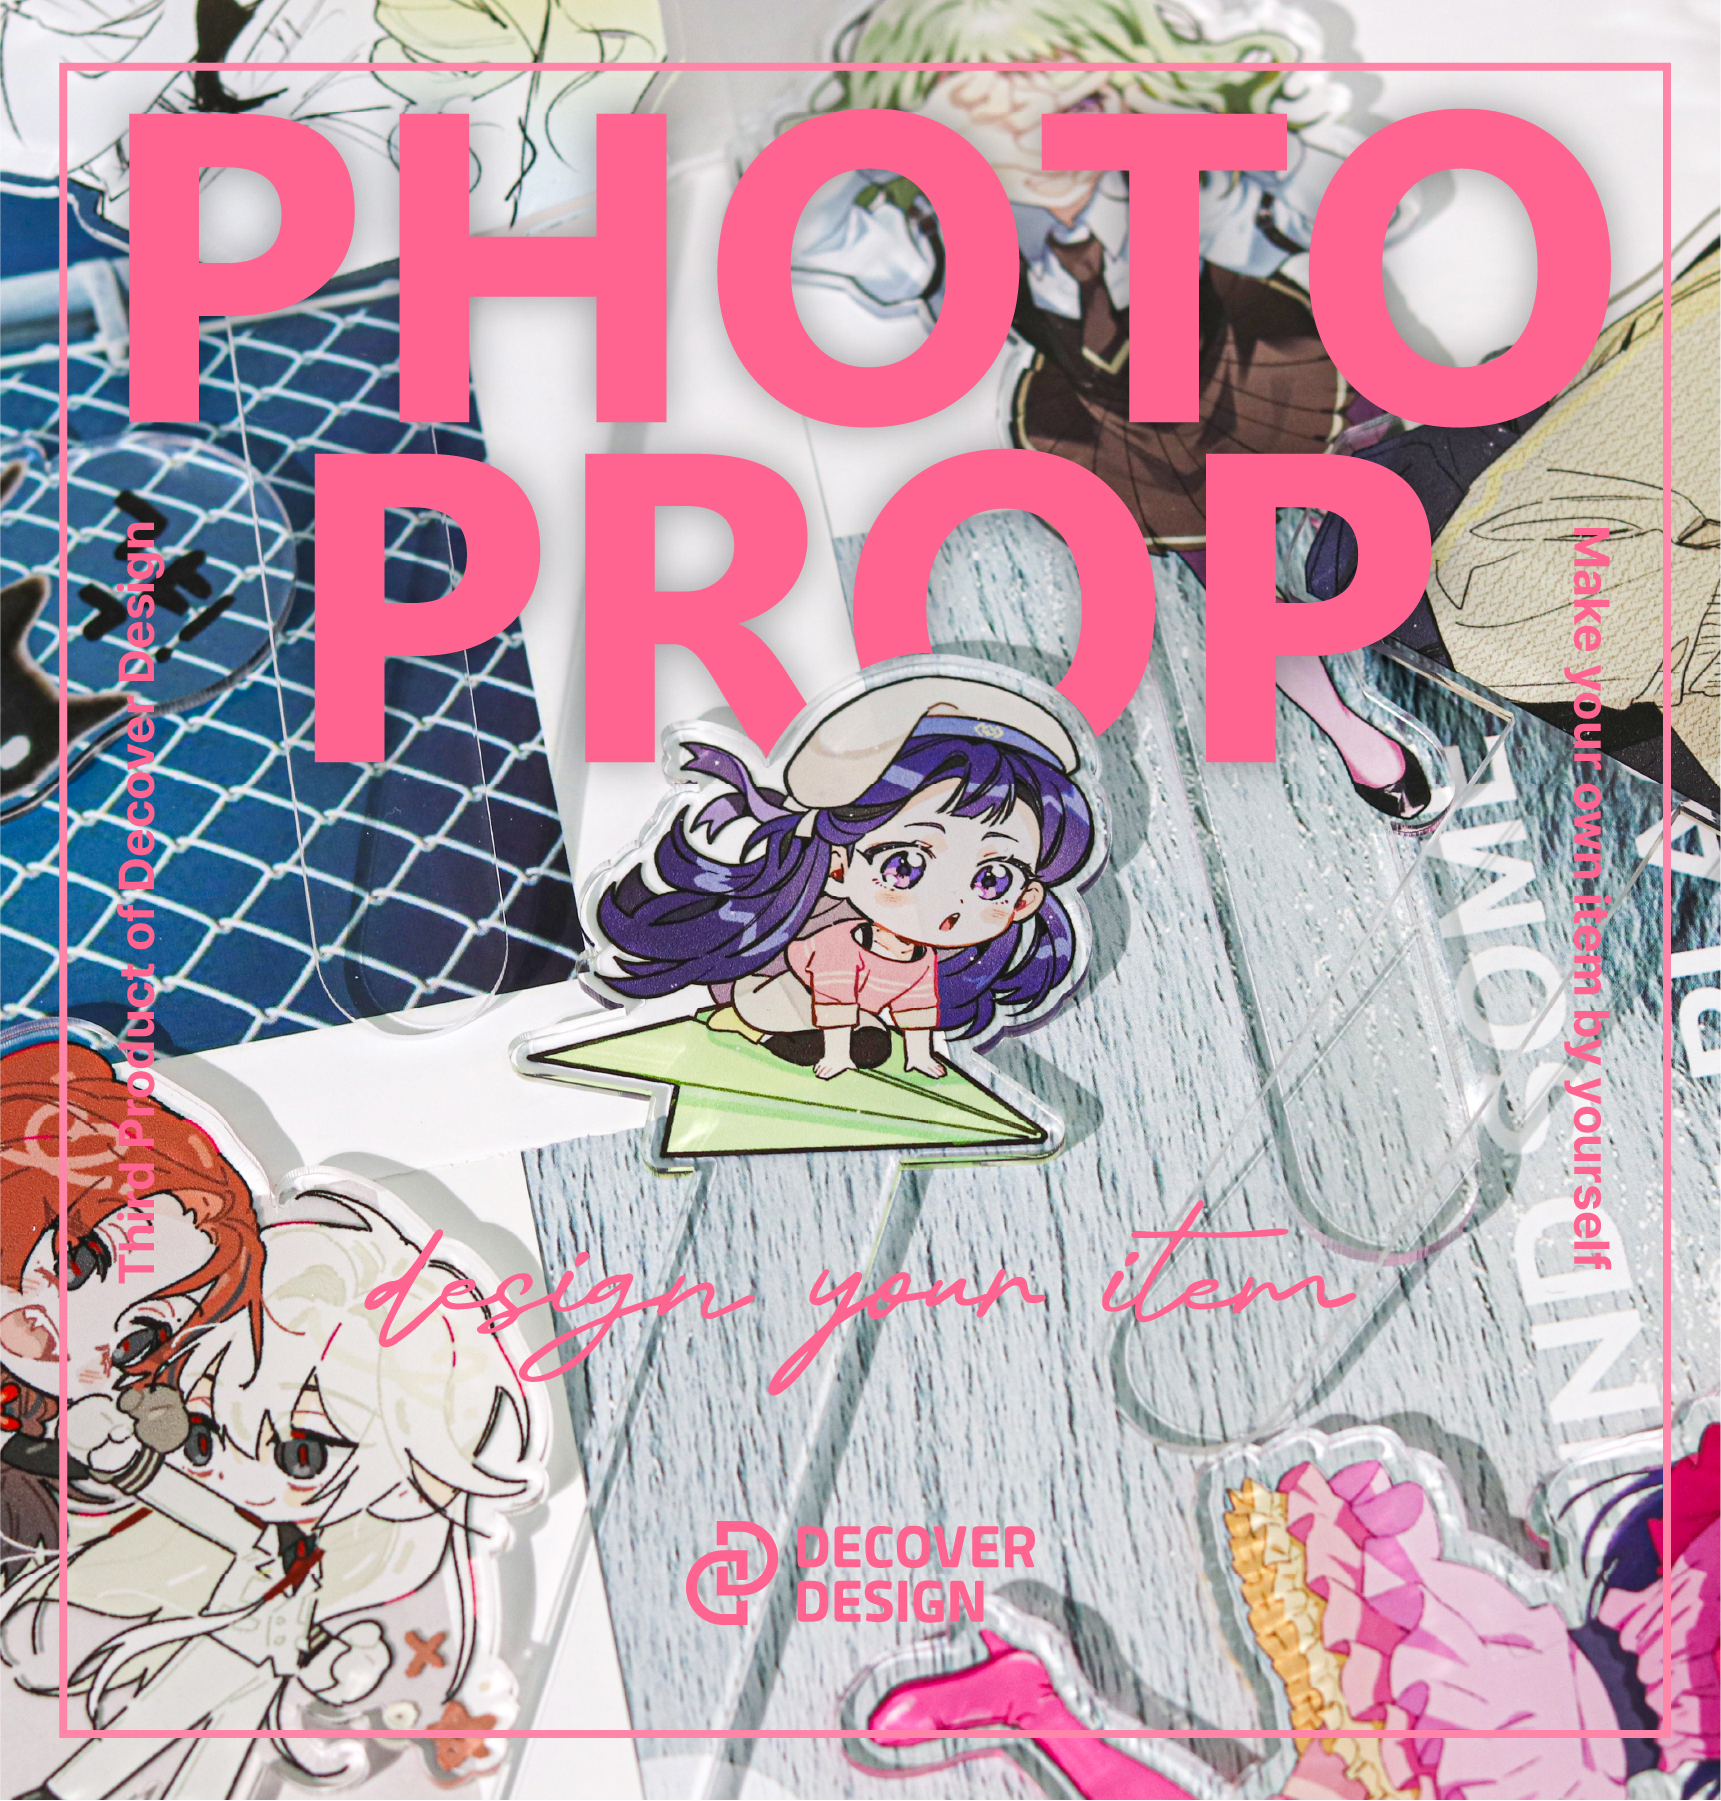 PHOTO
PROP
Third Product of Decover Design
Make your own item by yourself
design your item
DECOVER
DESIGN